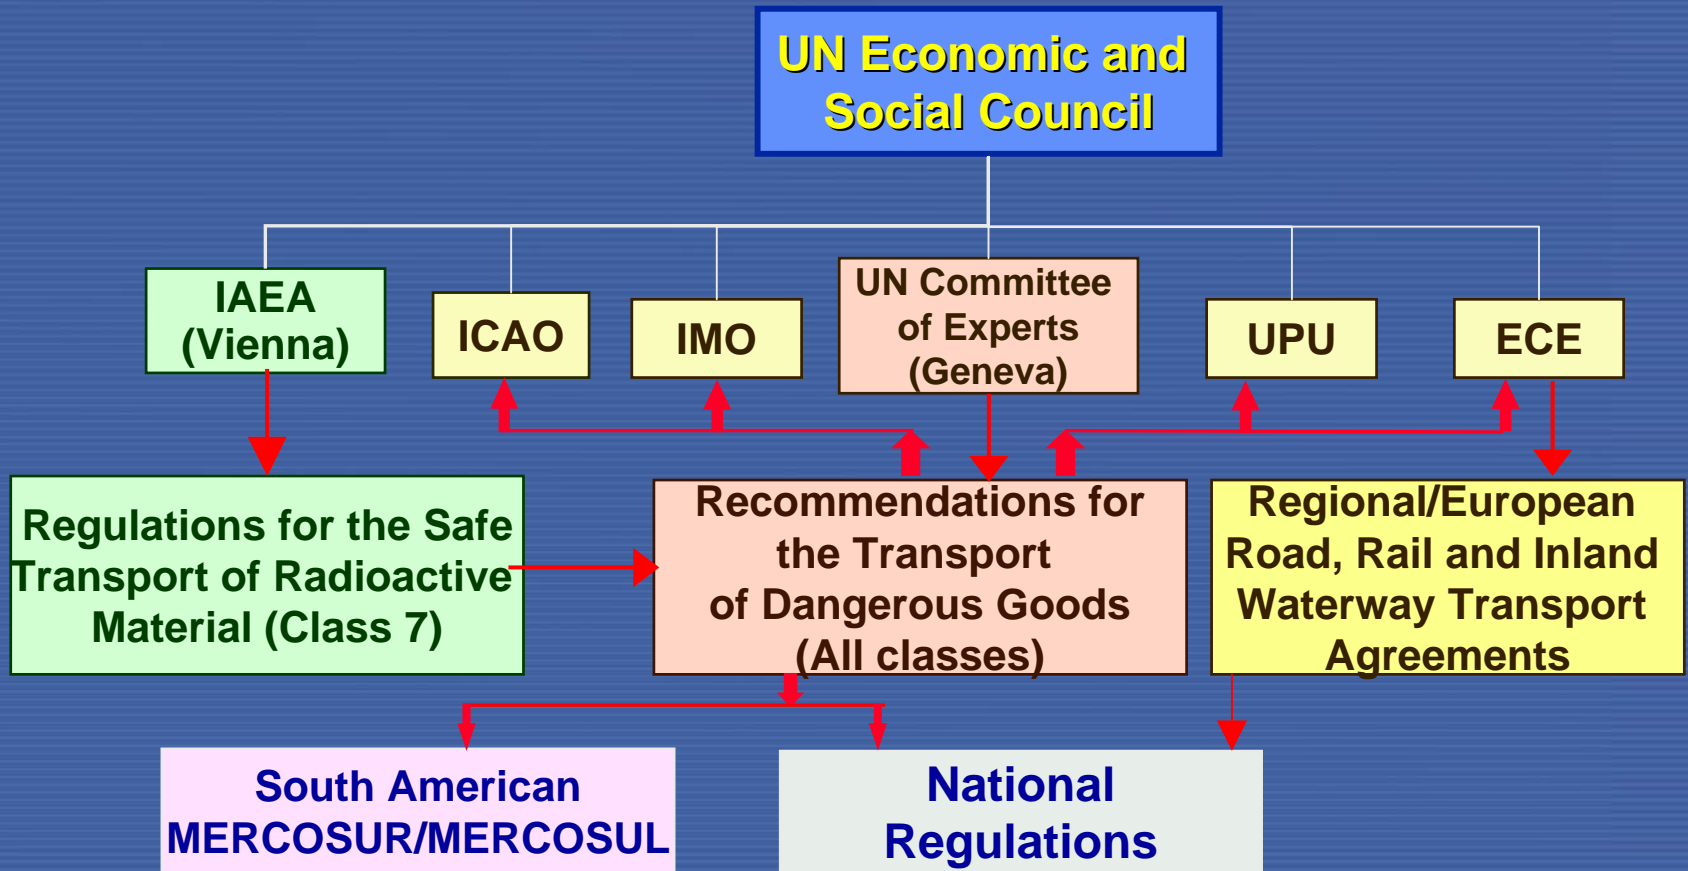 UN Economic and
Social Council
IAEA
(Vienna)
ICAO
IMO
UN Committee
of Experts
(Geneva)
UPU
ECE
Regulations for the Safe
Transport of Radioactive
Material (Class 7)
Recommendations for
the Transport
of Dangerous Goods
(All classes)
Regional/European
Road, Rail and Inland
Waterway Transport
Agreements
South American
MERCOSUR/MERCOSUL
National
Regulations